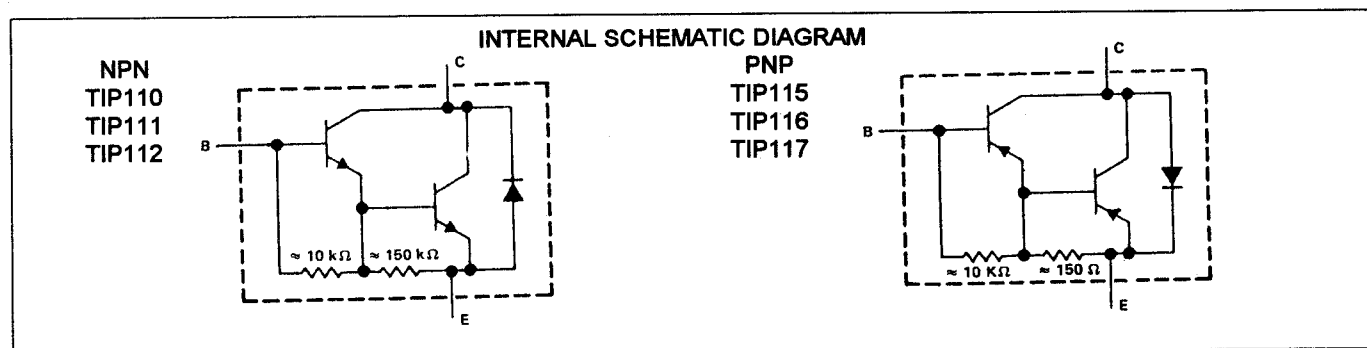 INTERNAL SCHEMATIC DIAGRAM
NPN
TIP110
TIP111
TIP112
C
B
≈ 10 kΩ
≈ 150 kΩ
E
PNP
TIP115
TIP116
TIP117
C
B
≈ 10 KΩ
≈ 150 Ω
E